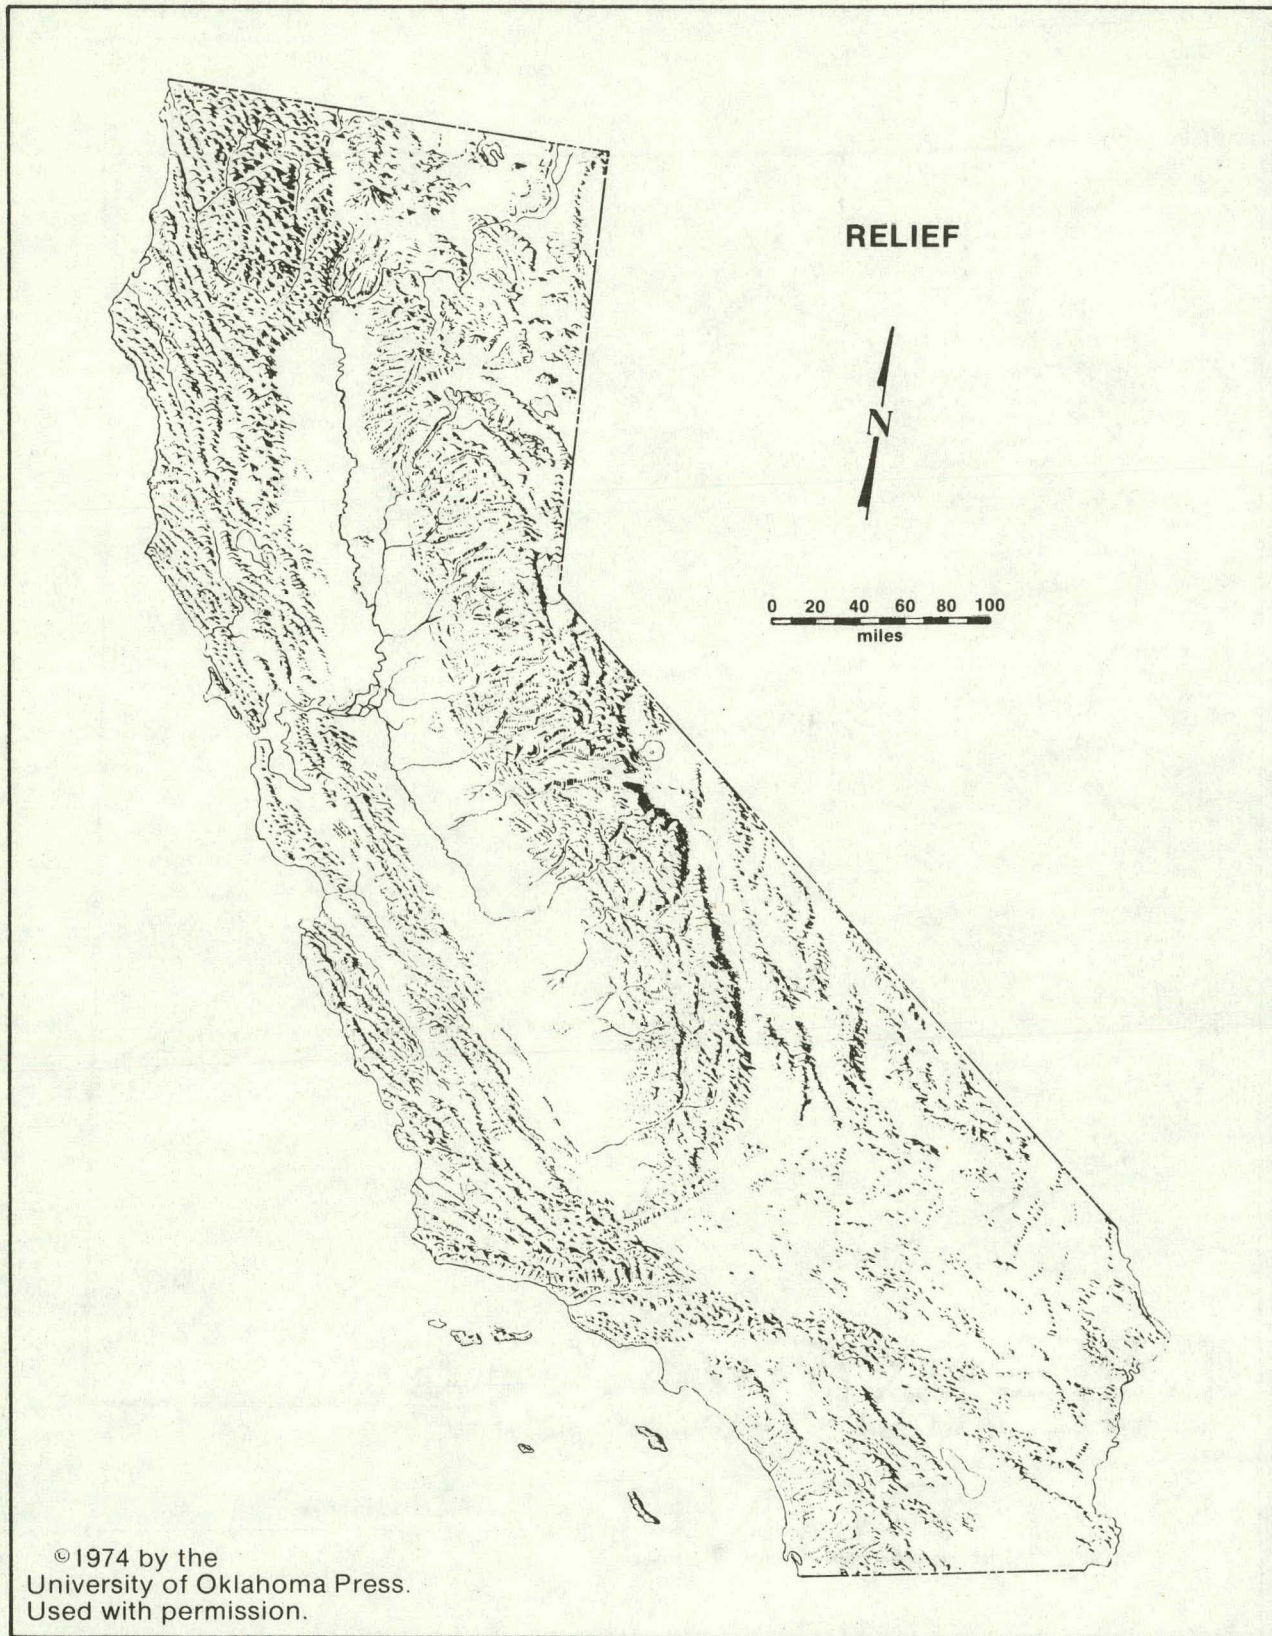 RELIEF
N
0 20 40 60 80 100
miles
©1974 by the
University of Oklahoma Press.
Used with permission.